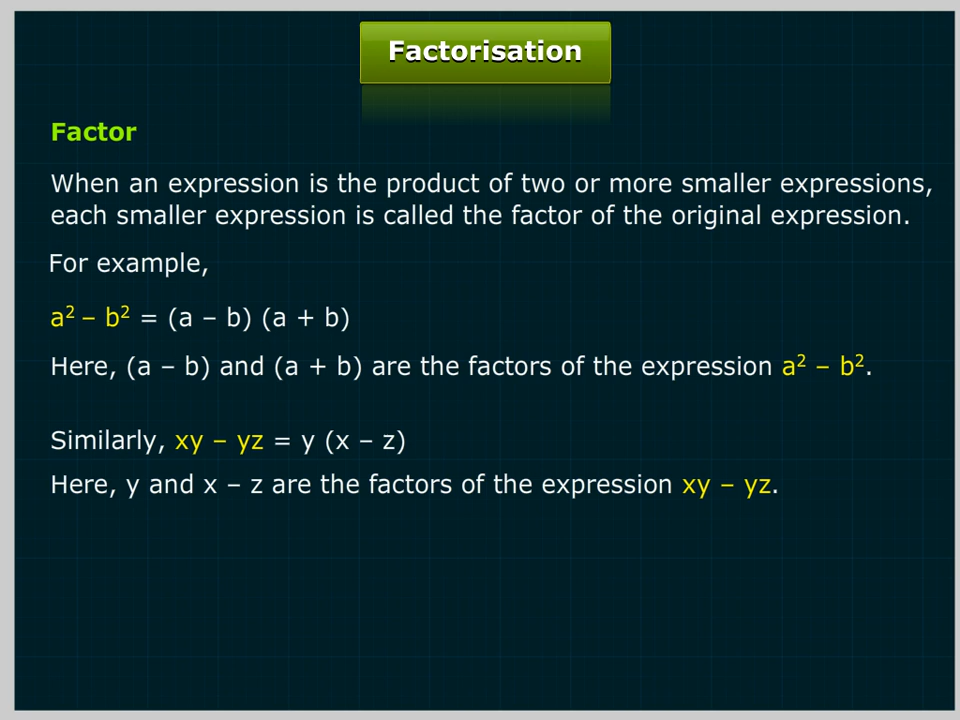 Factorisation
Factor
When an expression is the product of two or more smaller expressions,
each smaller expression is called the factor of the original expression.
For example,
a² – b² = (a – b) (a + b)
Here, (a – b) and (a + b) are the factors of the expression a² – b².
Similarly, xy – yz = y (x – z)
Here, y and x – z are the factors of the expression xy – yz.